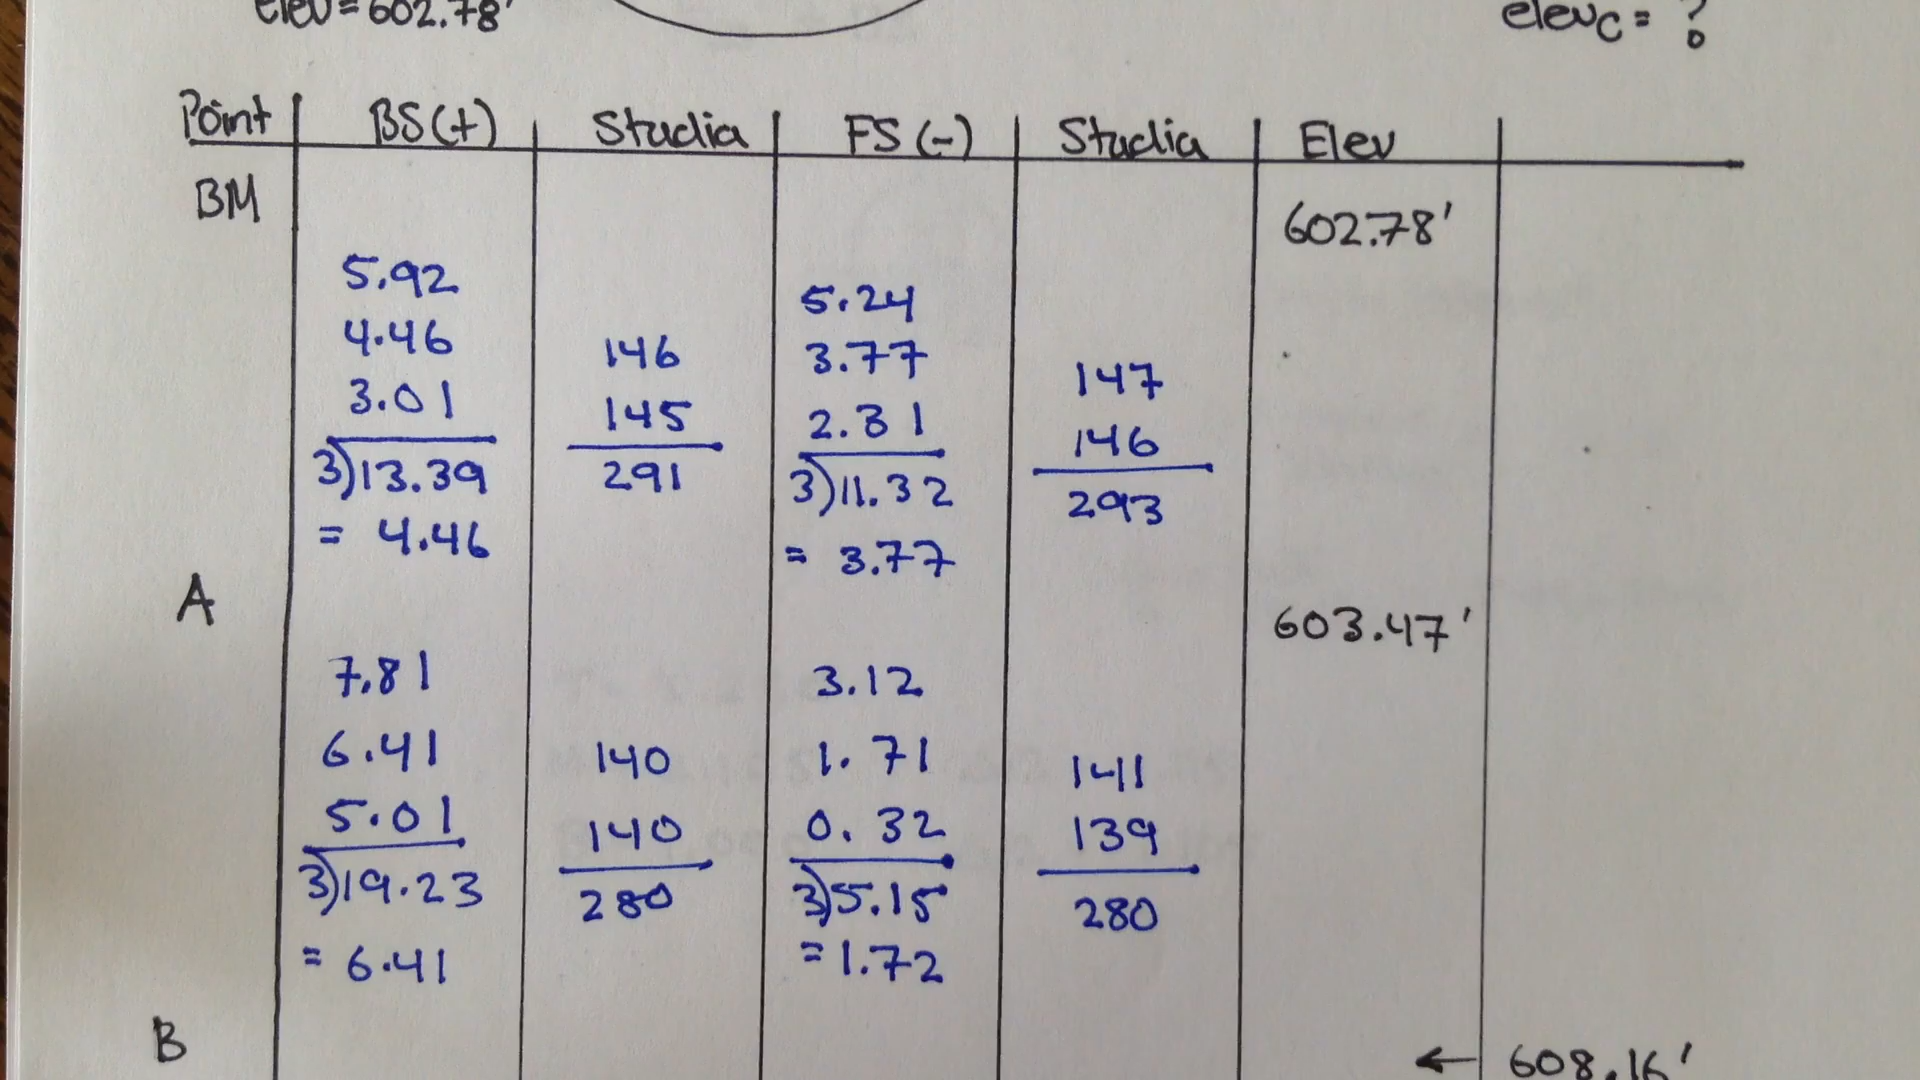 elev = 602.78'
elevc = ?
Point BS (+) Stadia FS (-) Stadia Elev
BM 602.78'
5.92 5.24
4.46 146 3.77 147
3.01 145 2.31 146
3)13.39 291 3)11.32 293
= 4.46 = 3.77
A 603.47'
7.81 3.12
6.41 140 1.71 141
5.01 140 0.32 139
3)19.23 280 3)5.15 280
= 6.41 = 1.72
B ← 608.16'